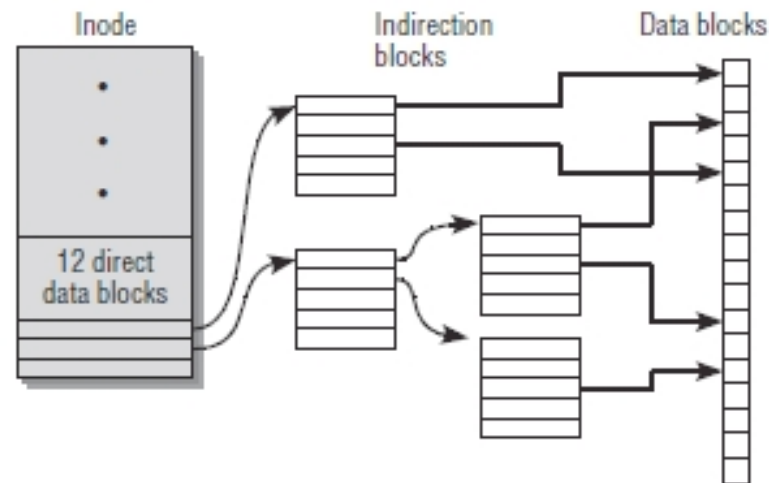 Inode
Indirection
blocks
Data blocks
12 direct
data blocks